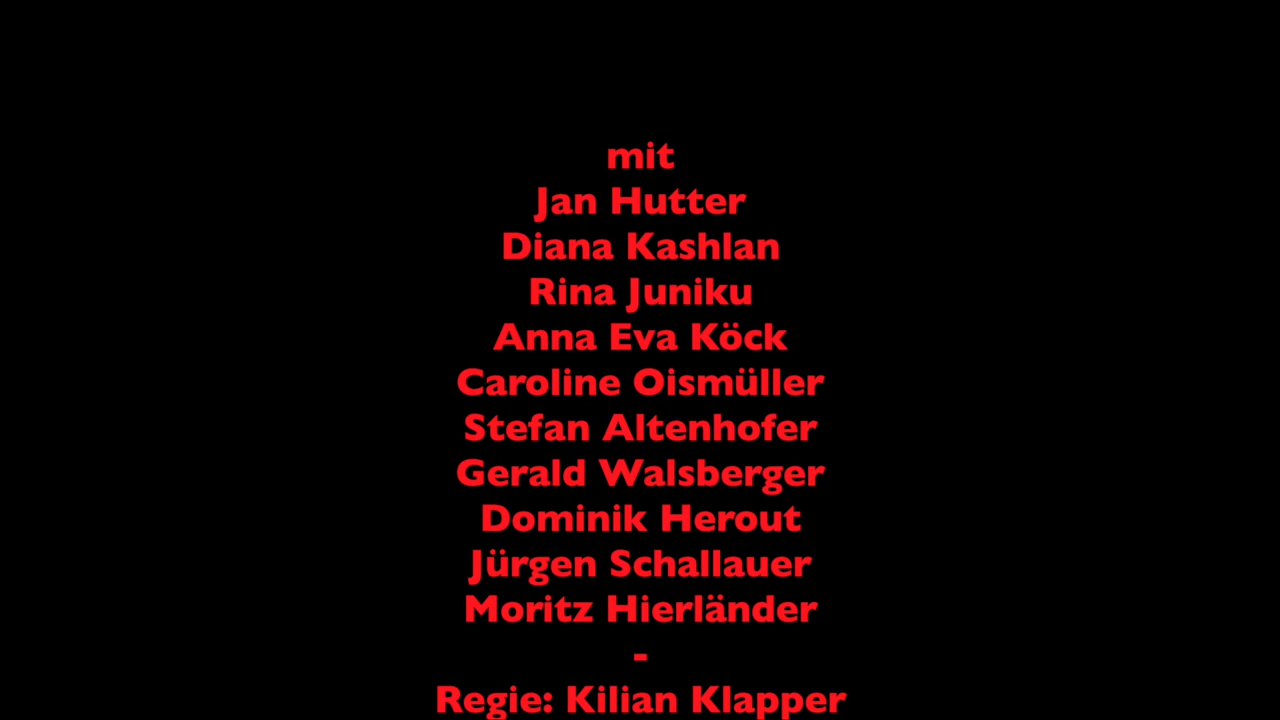 mit
Jan Hutter
Diana Kashlan
Rina Juniku
Anna Eva Köck
Caroline Oismüller
Stefan Altenhofer
Gerald Walsberger
Dominik Herout
Jürgen Schallauer
Moritz Hierländer
-
Regie: Kilian Klapper